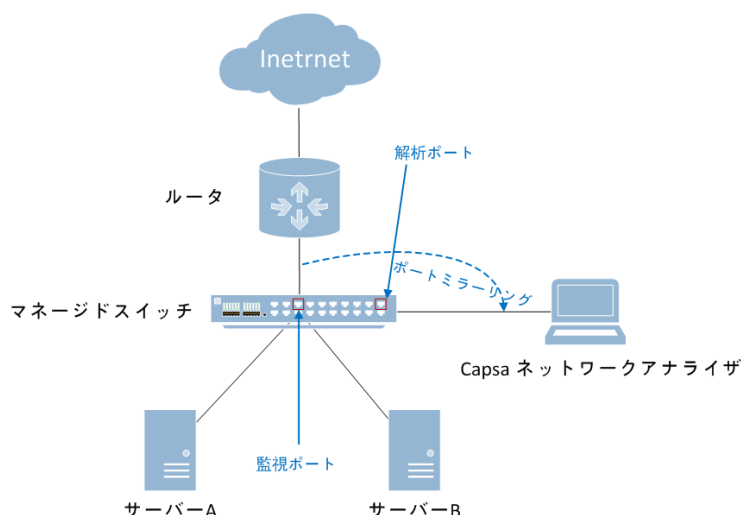 Inetrnet
解析ポート
ルータ
ポートミラーリング
マネージドスイッチ
Capsa ネットワークアナライザ
監視ポート
サーバーA
サーバーB